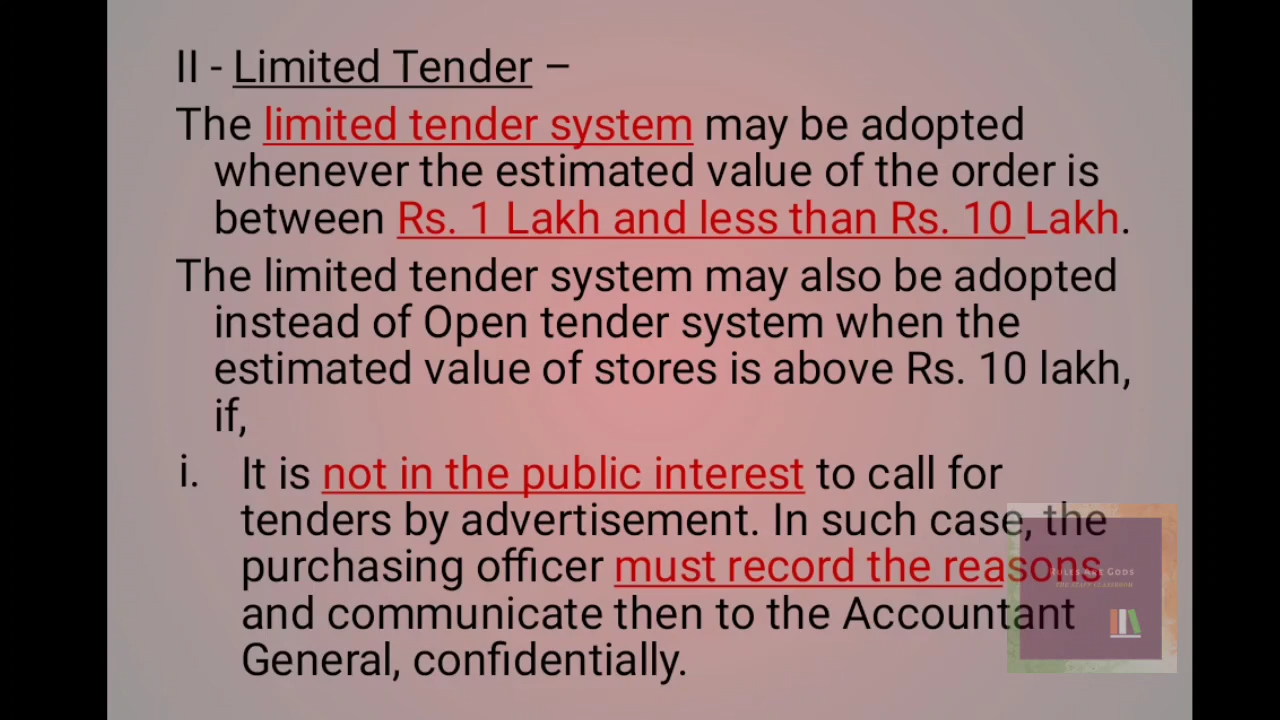 II - Limited Tender –
The limited tender system may be adopted
whenever the estimated value of the order is
between Rs. 1 Lakh and less than Rs. 10 Lakh.
The limited tender system may also be adopted
instead of Open tender system when the
estimated value of stores is above Rs. 10 lakh,
if,
i. It is not in the public interest to call for
tenders by advertisement. In such case, the
purchasing officer must record the reasons
and communicate then to the Accountant
General, confidentially.
Rules Are Gods